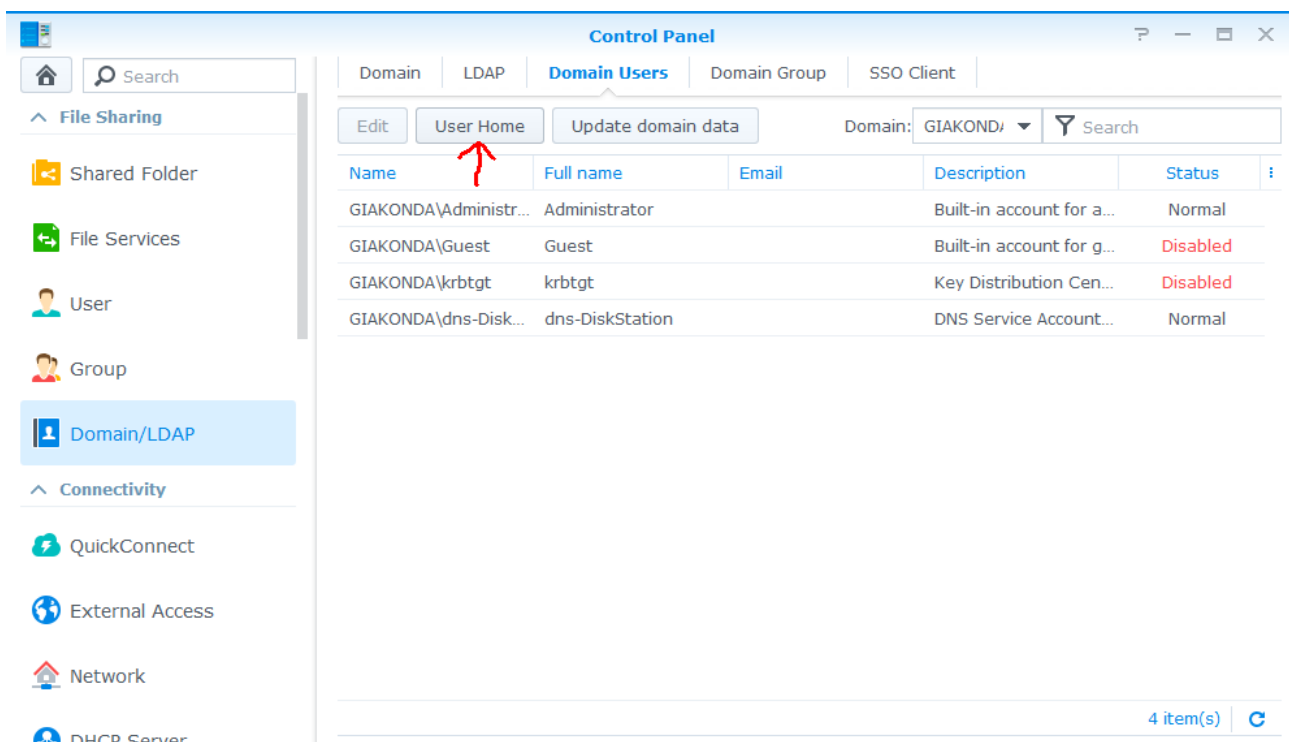 Control Panel
Search
Domain LDAP Domain Users Domain Group SSO Client
File Sharing
Edit User Home Update domain data Domain: GIAKOND Search
Shared Folder
Name Full name Email Description Status
GIAKONDA\Administr... Administrator Built-in account for a... Normal
File Services
GIAKONDA\Guest Guest Built-in account for g... Disabled
GIAKONDA\krbtgt krbtgt Key Distribution Cen... Disabled
User
GIAKONDA\dns-Disk... dns-DiskStation DNS Service Account... Normal
Group
Domain/LDAP
Connectivity
QuickConnect
External Access
Network
4 item(s)
DHCP Server